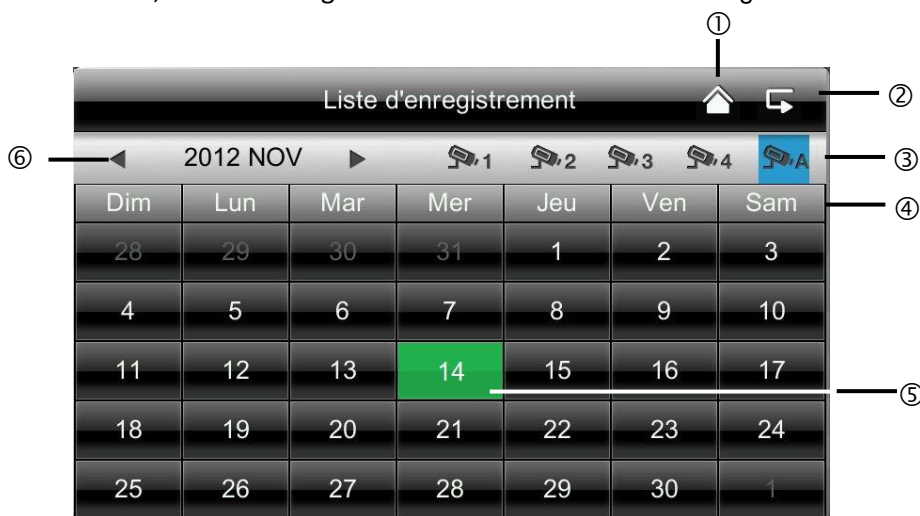 ①
Liste d'enregistrement ②
⑥ 2012 NOV 1 2 3 4 A ③
Dim Lun Mar Mer Jeu Ven Sam ④
28 29 30 31 1 2 3
4 5 6 7 8 9 10
11 12 13 14 15 16 17
⑤
18 19 20 21 22 23 24
25 26 27 28 29 30 1